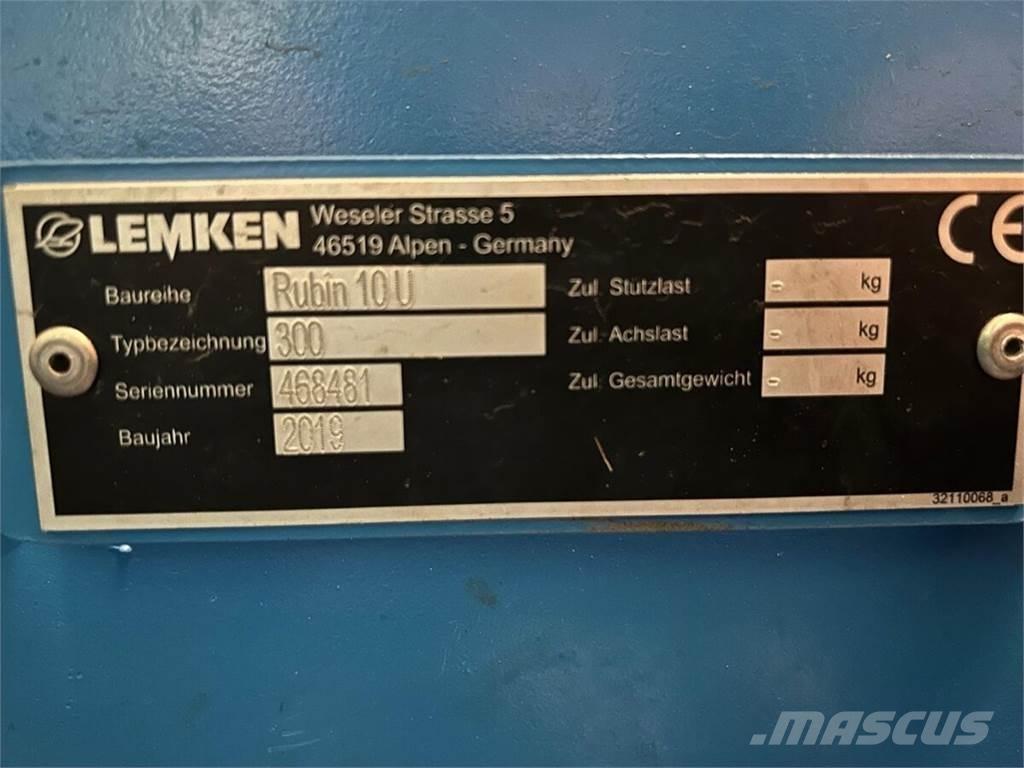 LEMKEN Weseler Strasse 5
46519 Alpen - Germany
CE
Baureihe Rubin 10 U
Typbezeichnung 300
Seriennummer 468481
Baujahr 2019
Zul. Stützlast - kg
Zul. Achslast - kg
Zul. Gesamtgewicht - kg
32110068_a
MASCUS